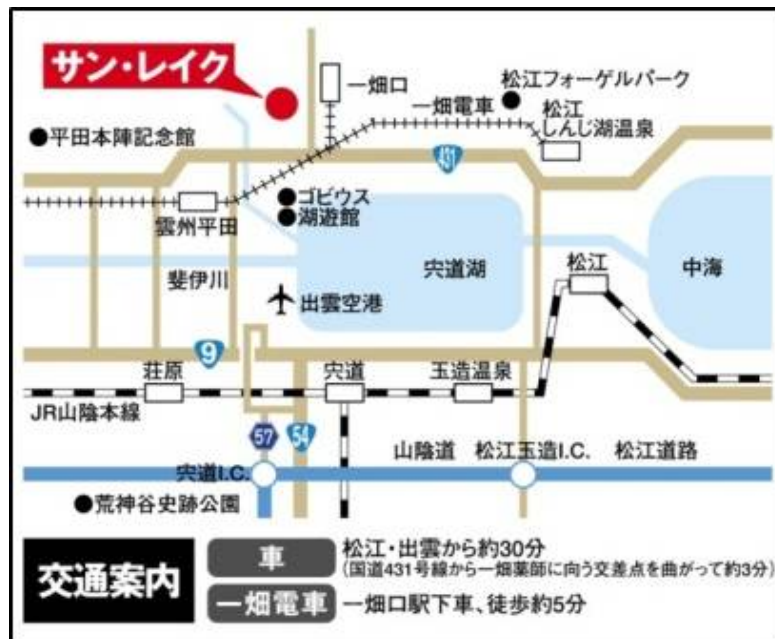 サン・レイク
一畑口
松江フォーゲルパーク
一畑電車
松江
しんじ湖温泉
●平田本陣記念館
431
●ゴビウス
●湖遊館
雲州平田
斐伊川
宍道湖
松江
中海
出雲空港
9
荘原
宍道
玉造温泉
JR山陰本線
57
54
山陰道 松江玉造I.C. 松江道路
宍道I.C.
●荒神谷史跡公園
交通案内
車
松江・出雲から約30分
(国道431号線から一畑薬師に向う交差点を曲がって約3分)
一畑電車
一畑口駅下車、徒歩約5分